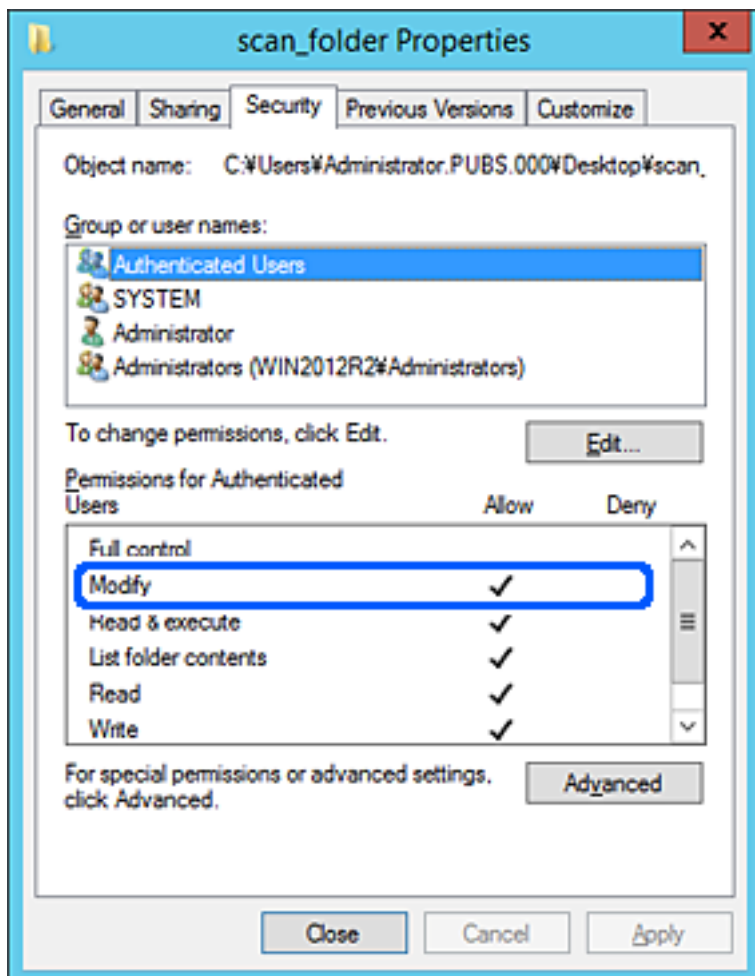 scan_folder Properties
x
General Sharing Security Previous Versions Customize
Object name: C:¥Users¥Administrator.PUBS.000¥Desktop¥scan_
Group or user names:
Authenticated Users
SYSTEM
Administrator
Administrators (WIN2012R2¥Administrators)
To change permissions, click Edit.
Edit...
Permissions for Authenticated
Users Allow Deny
Full control
Modify
Read & execute
List folder contents
Read
Write
For special permissions or advanced settings,
click Advanced.
Advanced
Close Cancel Apply